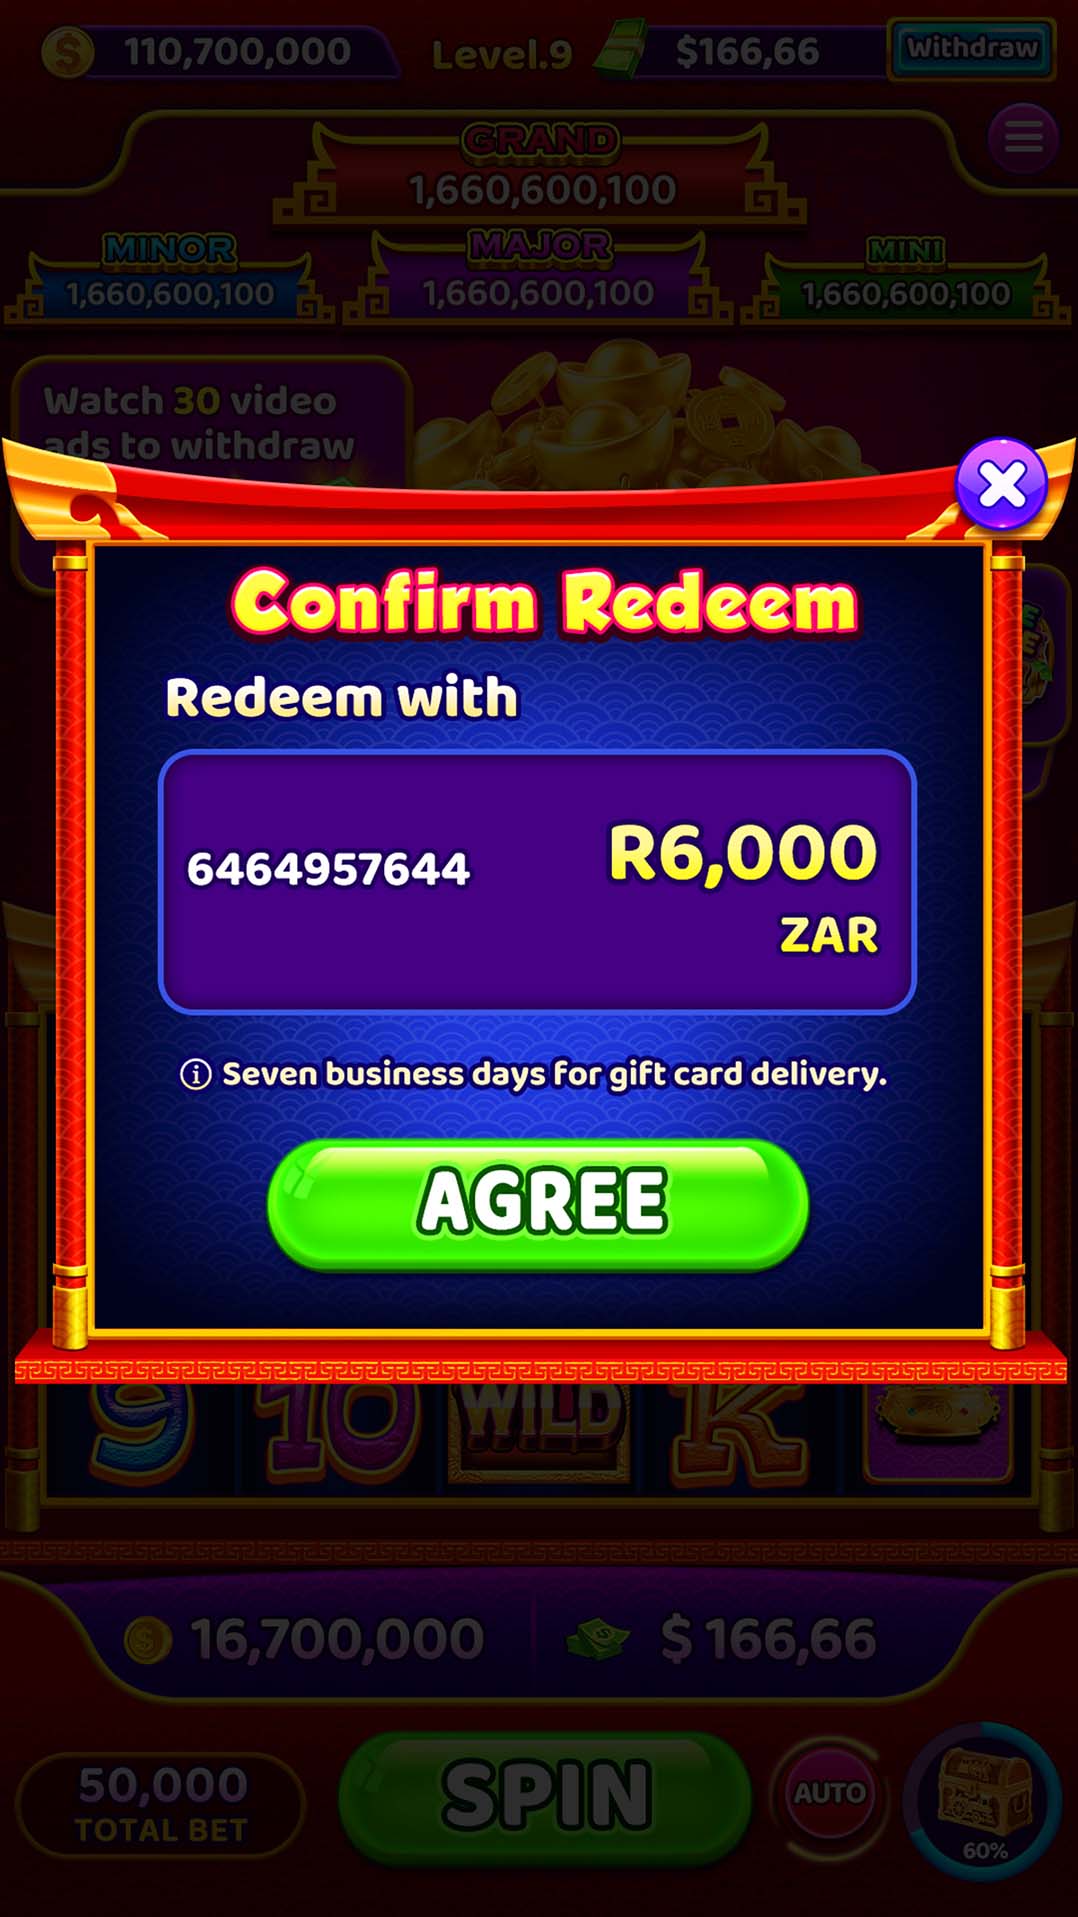 110,700,000
Level.9
$166,66
Withdraw
GRAND
1,660,600,100
MINOR
MAJOR
MINI
1,660,600,100
1,660,600,100
1,660,600,100
Watch 30 video
ads to withdraw
Confirm Redeem
Redeem with
6464957644
R6,000
ZAR
Seven business days for gift card delivery.
AGREE
9
10
WILD
K
16,700,000
$ 166,66
50,000
TOTAL BET
SPIN
AUTO
60%